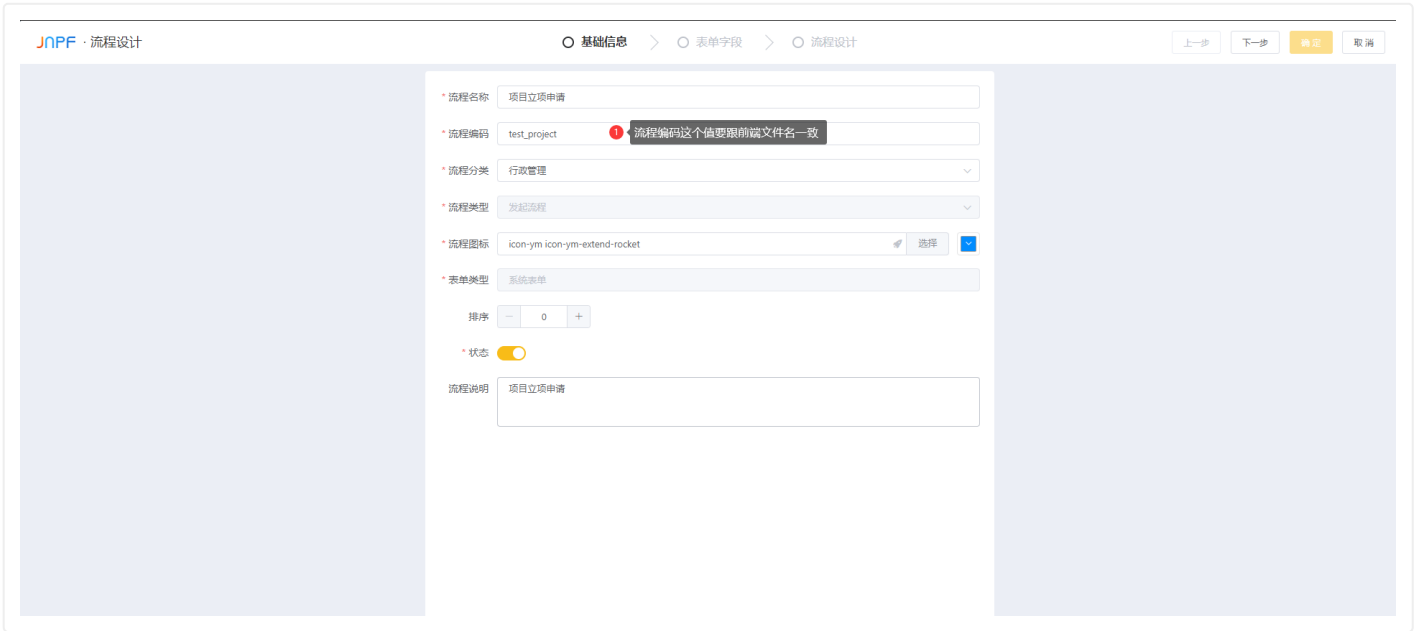 JNPF · 流程设计
基础信息
表单字段
流程设计
上一步
下一步
确定
取消
* 流程名称 项目立项申请
* 流程编码 test_project
1 流程编码这个值要跟前端文件名一致
* 流程分类 行政管理
* 流程类型 发起流程
* 流程图标 icon-ym icon-ym-extend-rocket 选择
* 表单类型 系统表单
排序 − 0 +
* 状态
流程说明 项目立项申请